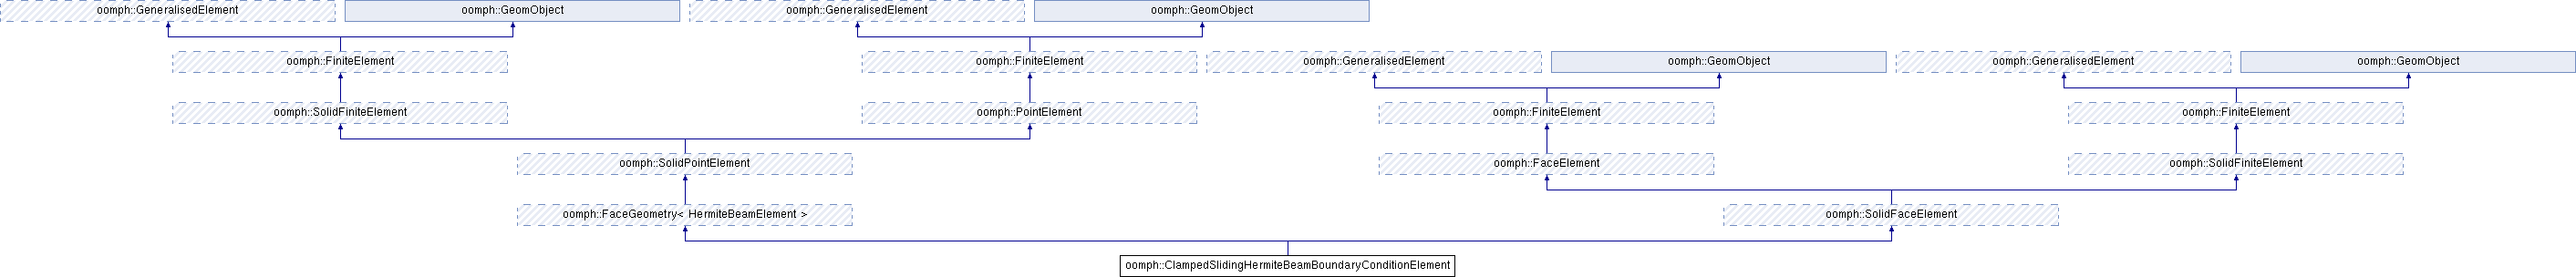 oomph::GeneralisedElement oomph::GeomObject oomph::GeneralisedElement oomph::GeomObject
oomph::FiniteElement oomph::FiniteElement oomph::GeneralisedElement oomph::GeomObject oomph::GeneralisedElement oomph::GeomObject
oomph::SolidFiniteElement oomph::PointElement oomph::FiniteElement oomph::FiniteElement
oomph::SolidPointElement oomph::FaceElement oomph::SolidFiniteElement
oomph::FaceGeometry< HermiteBeamElement > oomph::SolidFaceElement
oomph::ClampedSlidingHermiteBeamBoundaryConditionElement